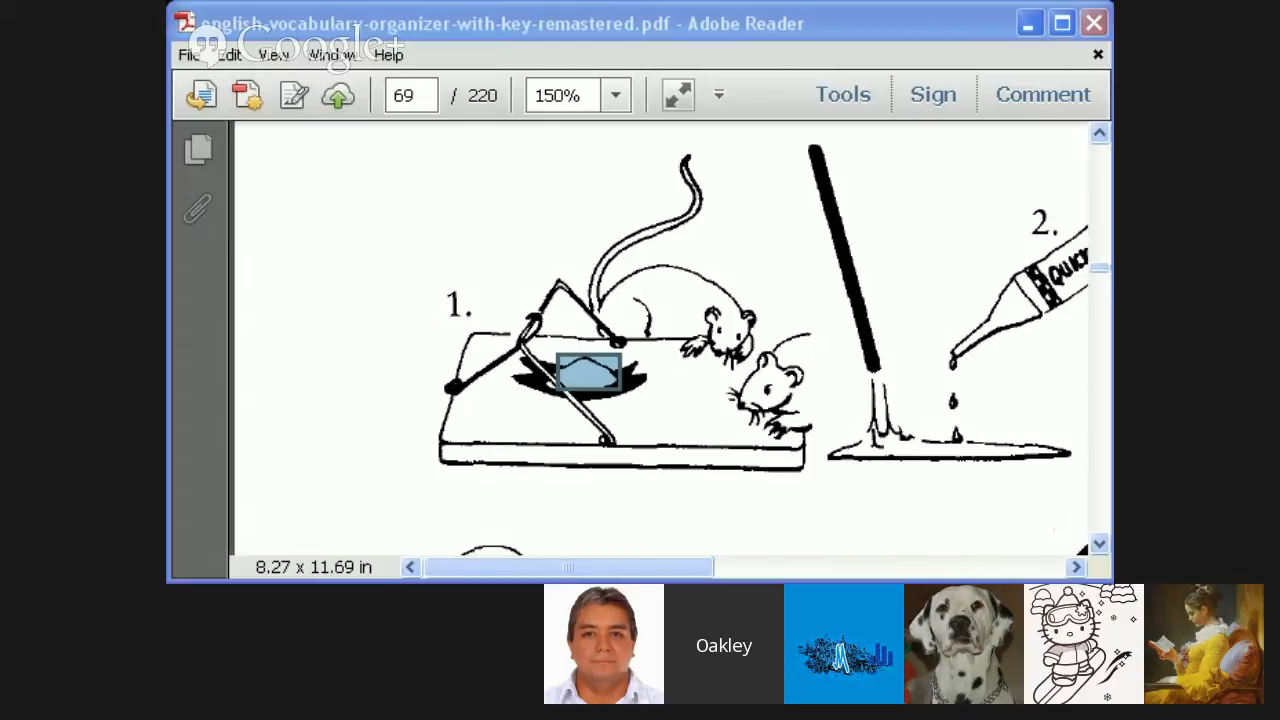 english-vocabulary-organizer-with-key-remastered.pdf - Adobe Reader
Google+
File Edit View Window Help
69 / 220 150% Tools Sign Comment
2.
QUICK
1.
8.27 x 11.69 in
Oakley